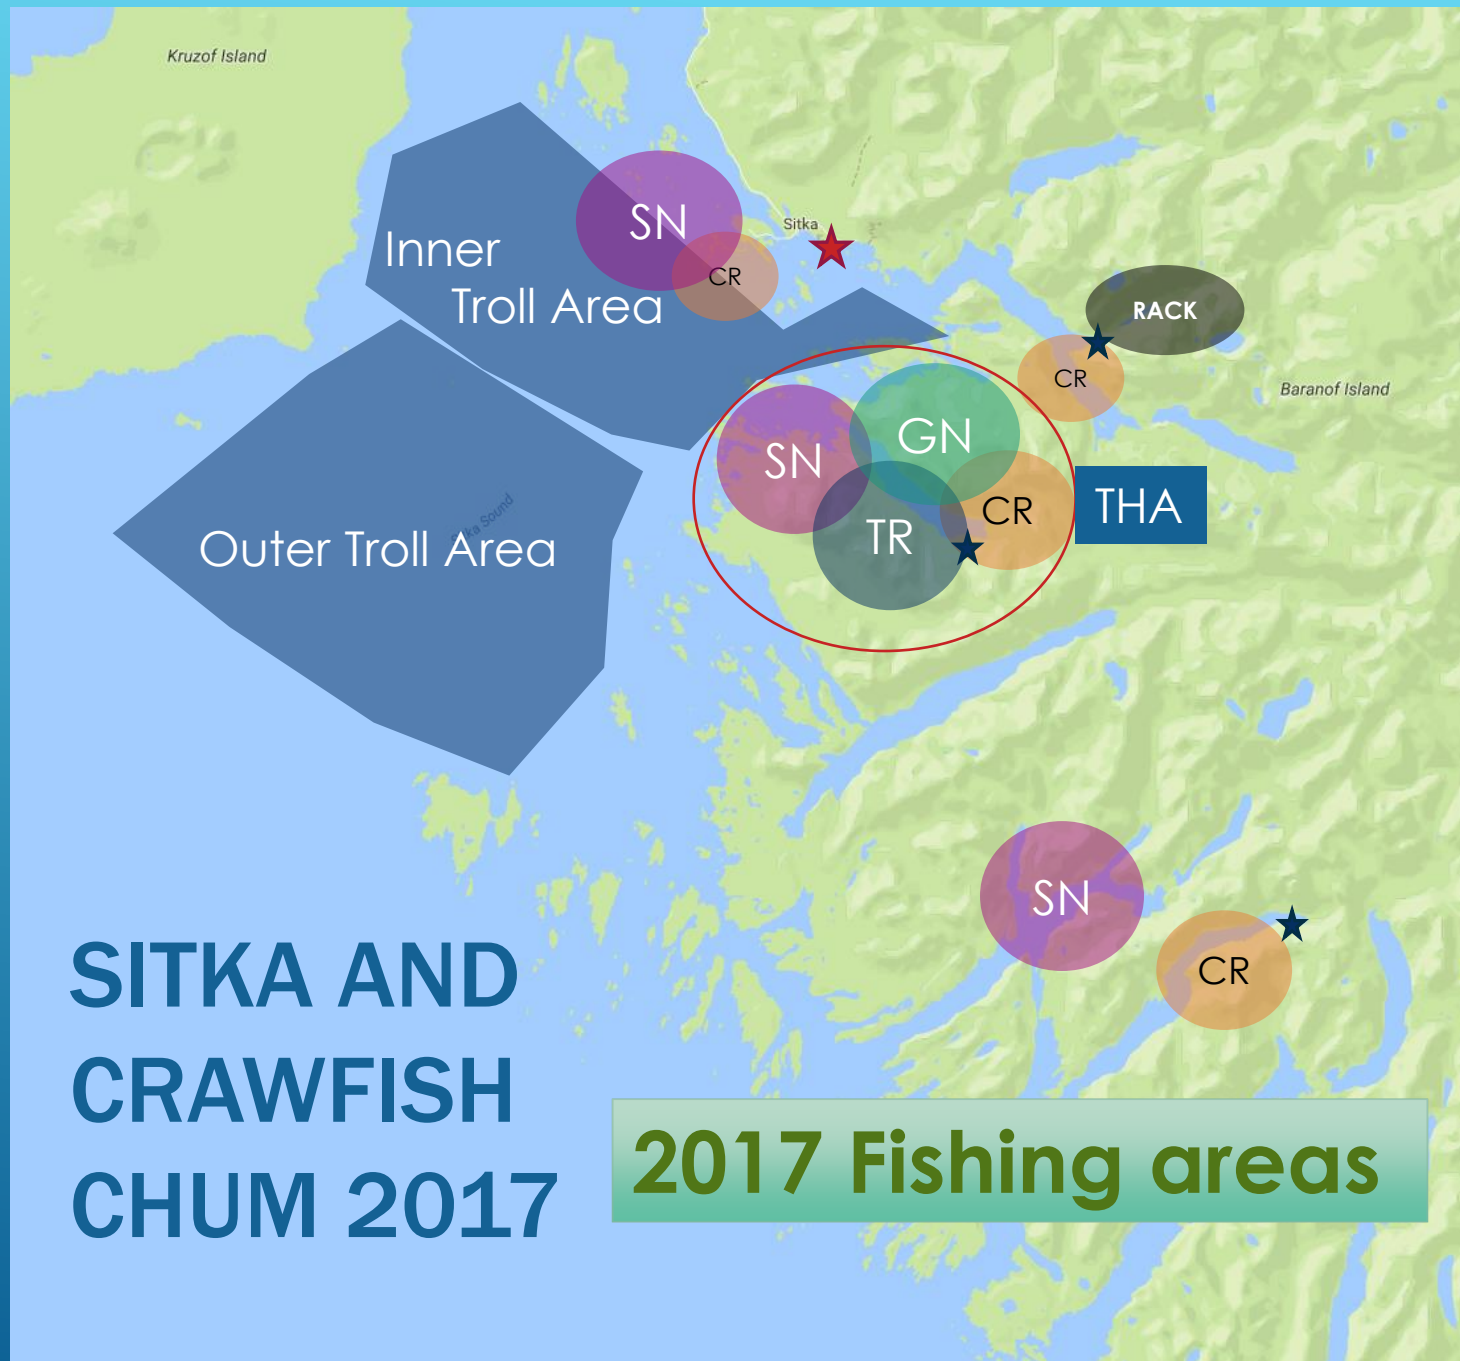 Kruzof Island
SN
Sitka
Inner
Troll Area
CR
RACK
CR
Baranof Island
SN
GN
THA
CR
TR
Sitka Sound
Outer Troll Area
SN
CR
SITKA AND
CRAWFISH
CHUM 2017
2017 Fishing areas